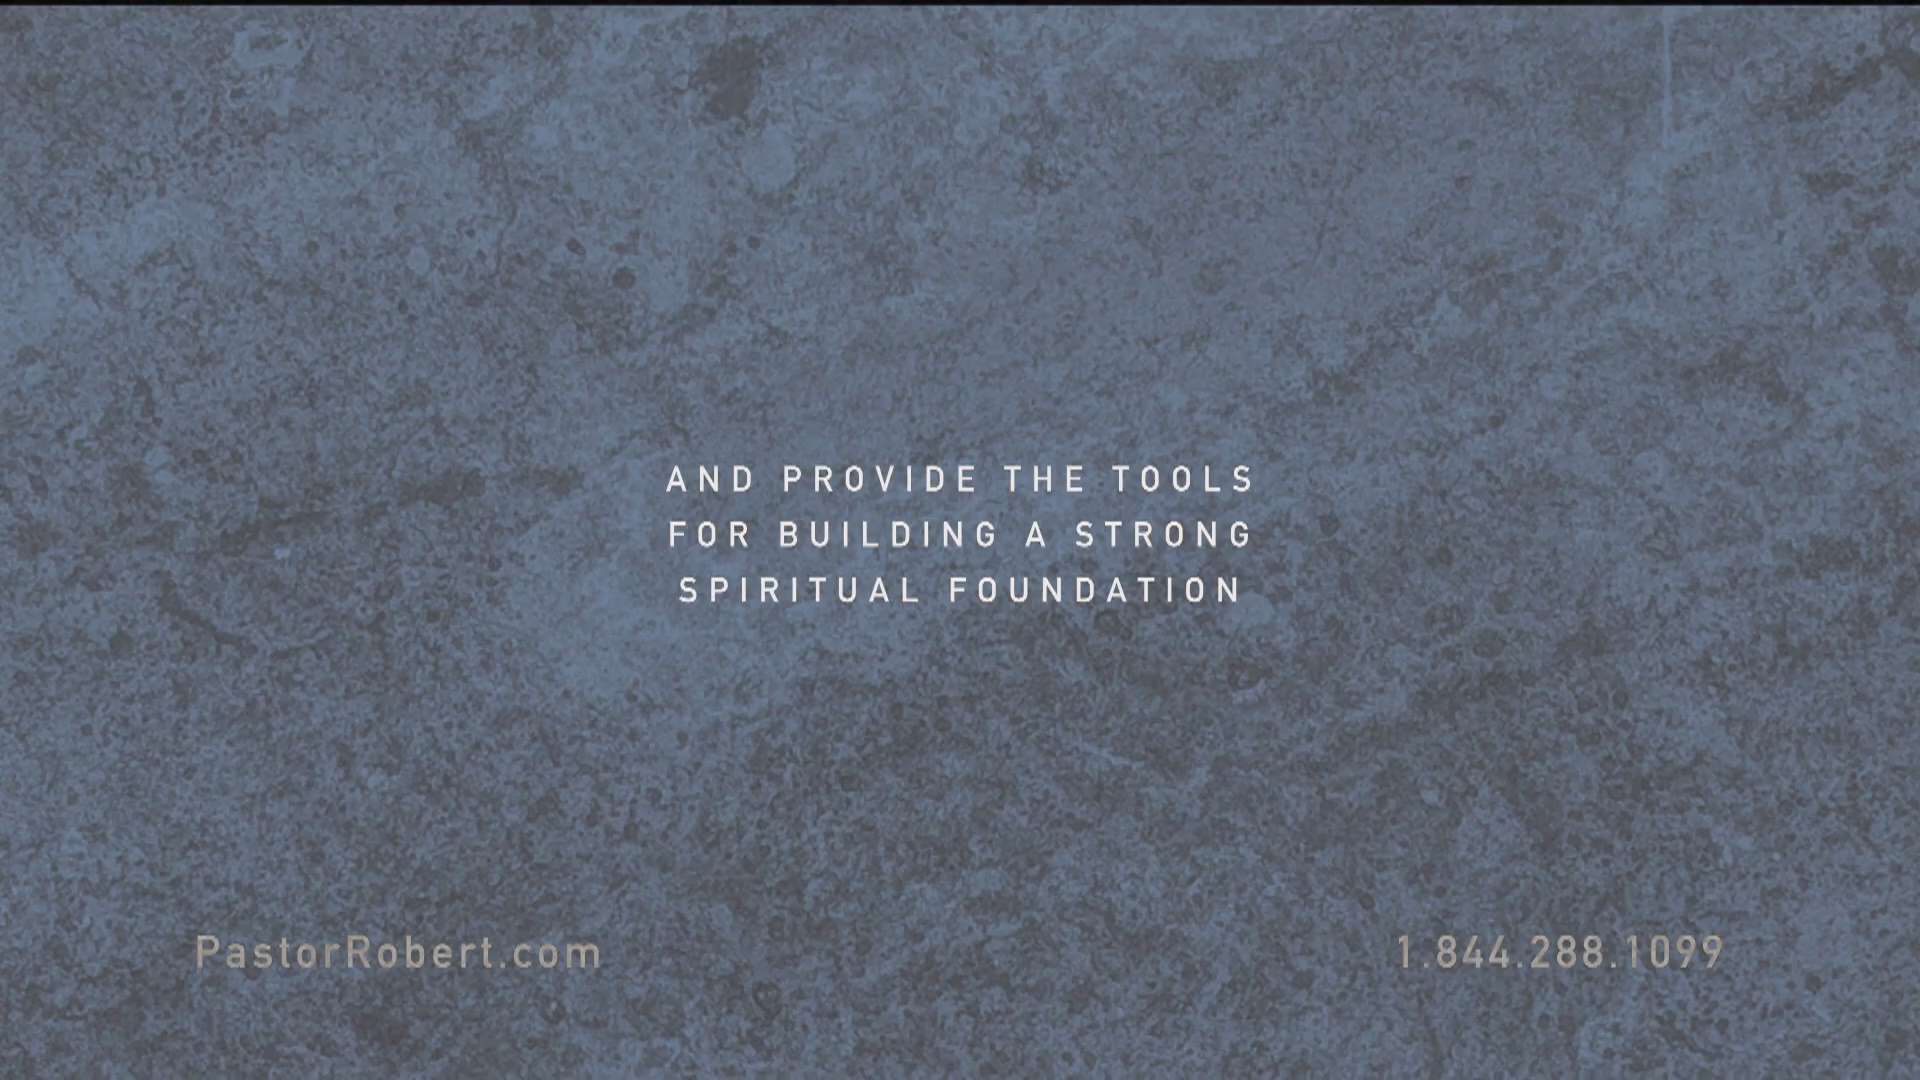 AND PROVIDE THE TOOLS
FOR BUILDING A STRONG
SPIRITUAL FOUNDATION
PastorRobert.com
1.844.288.1099